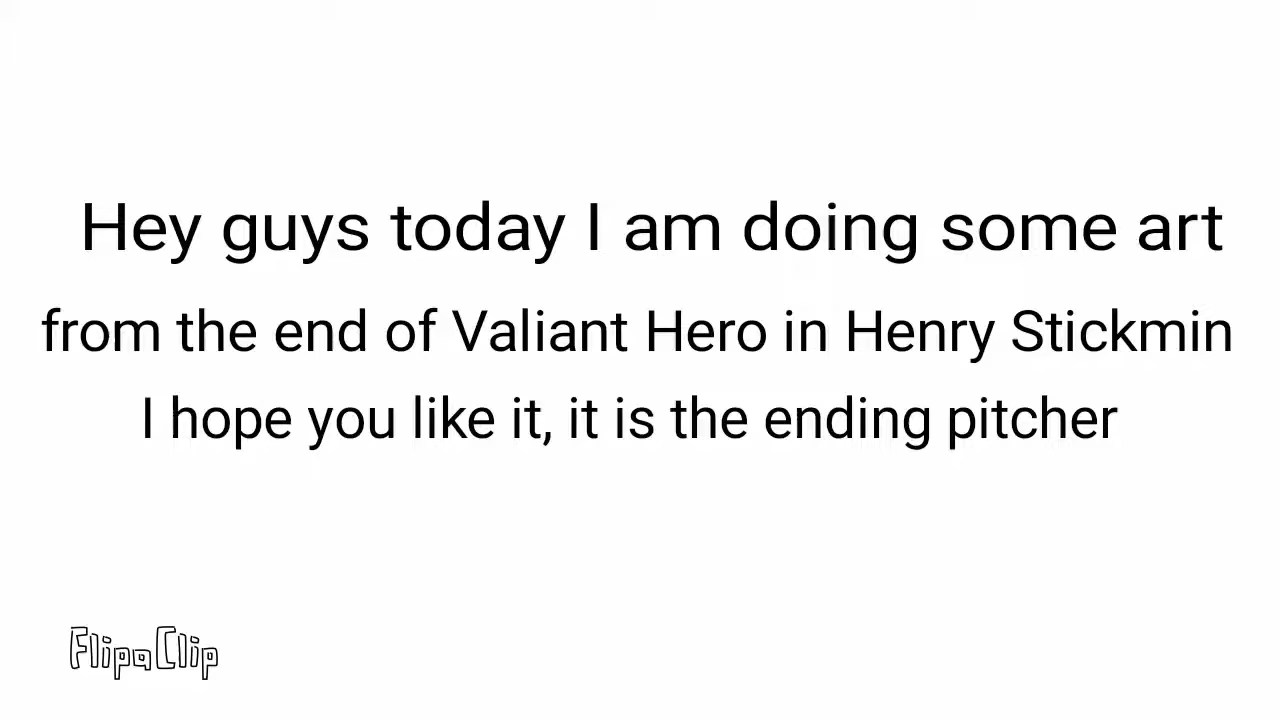 Hey guys today I am doing some art
from the end of Valiant Hero in Henry Stickmin
I hope you like it, it is the ending pitcher
FlipaClip